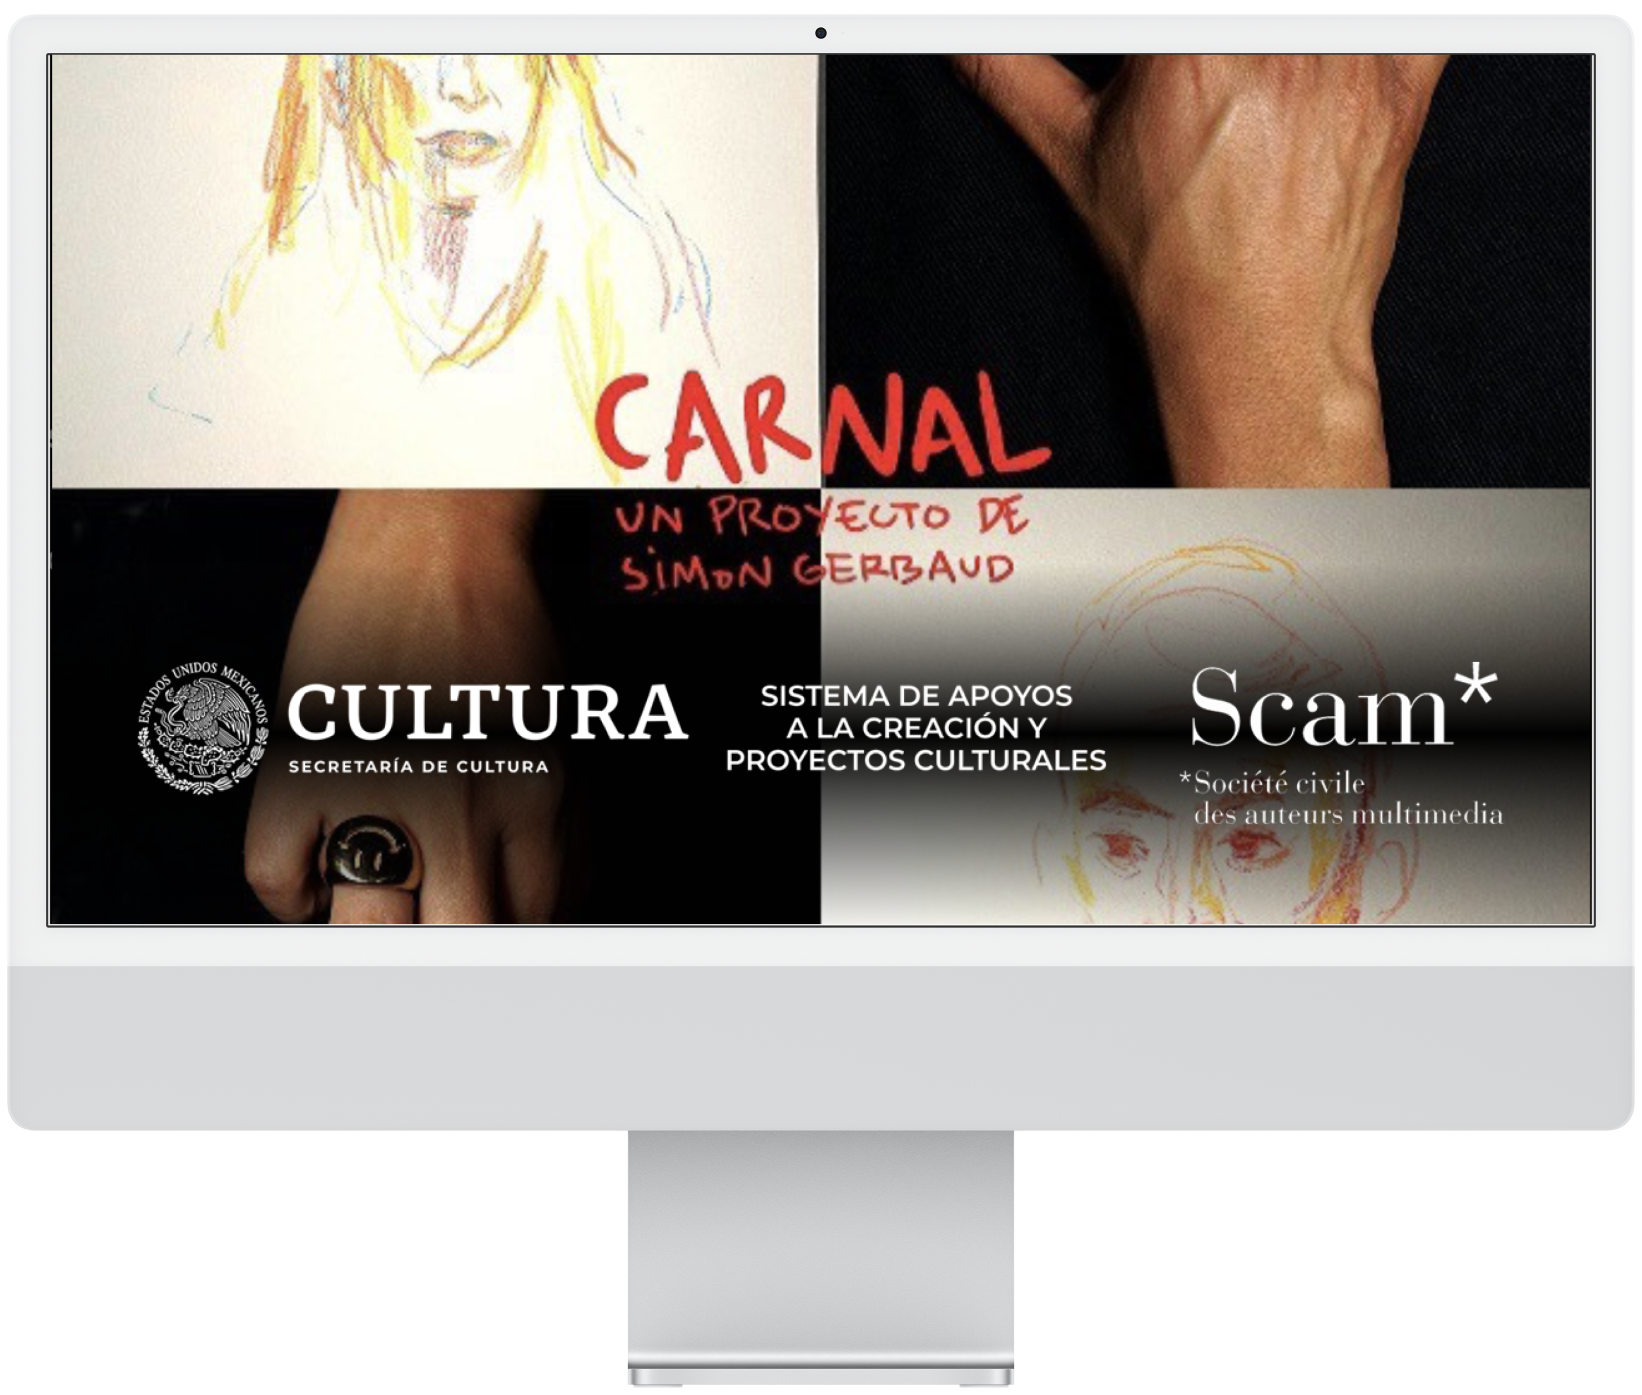 CARNAL
UN PROYECTO DE
SIMON GERBAUD
ESTADOS UNIDOS MEXICANOS
CULTURA
SECRETARÍA DE CULTURA
SISTEMA DE APOYOS
A LA CREACIÓN Y
PROYECTOS CULTURALES
Scam*
*Société civile
des auteurs multimedia